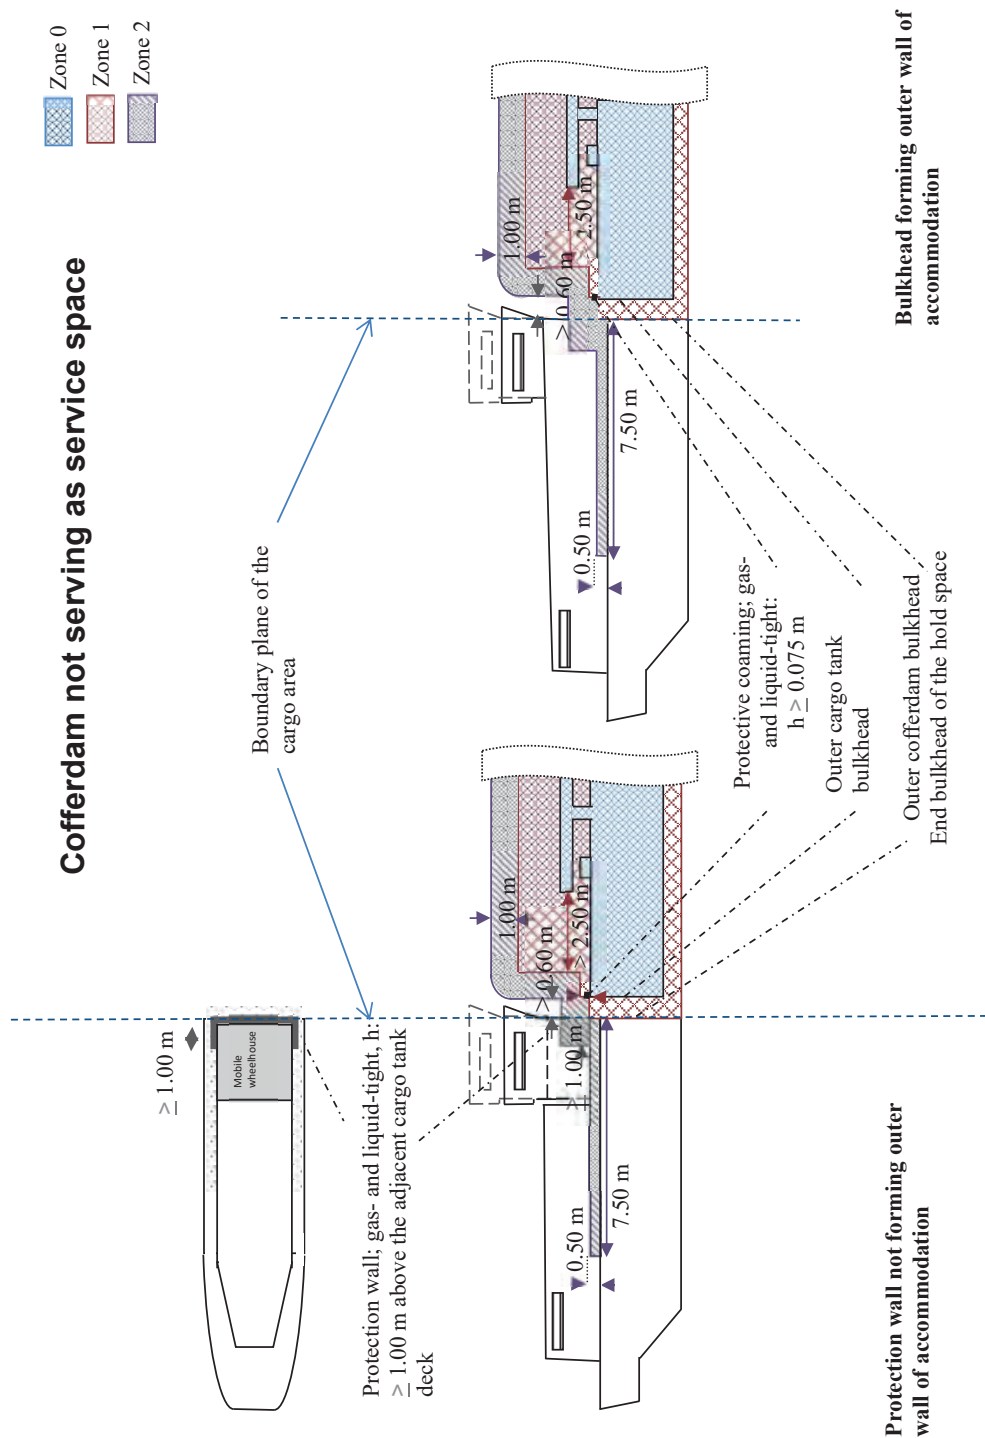 Cofferdam not serving as service space
Zone 0
Zone 1
Zone 2
≥ 1.00 m
Mobile
wheelhouse
Boundary plane of the
cargo area
Protection wall; gas- and liquid-tight, h:
≥ 1.00 m above the adjacent cargo tank
deck
1.00 m
> 0.60 m
> 2.50 m
> 1.00 m
0.50 m
7.50 m
1.00 m
> 0.60 m
2.50 m
0.50 m
7.50 m
Protective coaming; gas-
and liquid-tight:
h ≥ 0.075 m
Outer cargo tank
bulkhead
Outer cofferdam bulkhead
End bulkhead of the hold space
Protection wall not forming outer
wall of accomodation
Bulkhead forming outer wall of
accommodation